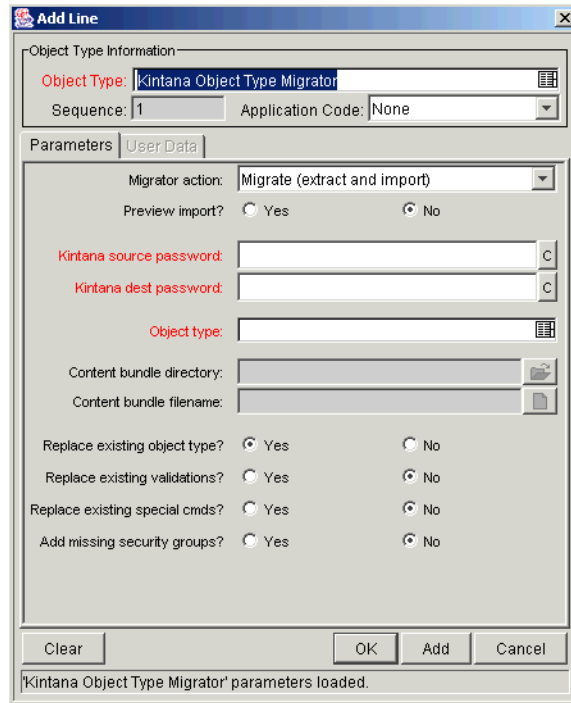 Add Line
Object Type Information
Object Type: Kintana Object Type Migrator
Sequence: 1 Application Code: None
Parameters User Data
Migrator action: Migrate (extract and import)
Preview import? Yes No
Kintana source password: C
Kintana dest password: C
Object type:
Content bundle directory:
Content bundle filename:
Replace existing object type? Yes No
Replace existing validations? Yes No
Replace existing special cmds? Yes No
Add missing security groups? Yes No
Clear OK Add Cancel
'Kintana Object Type Migrator' parameters loaded.